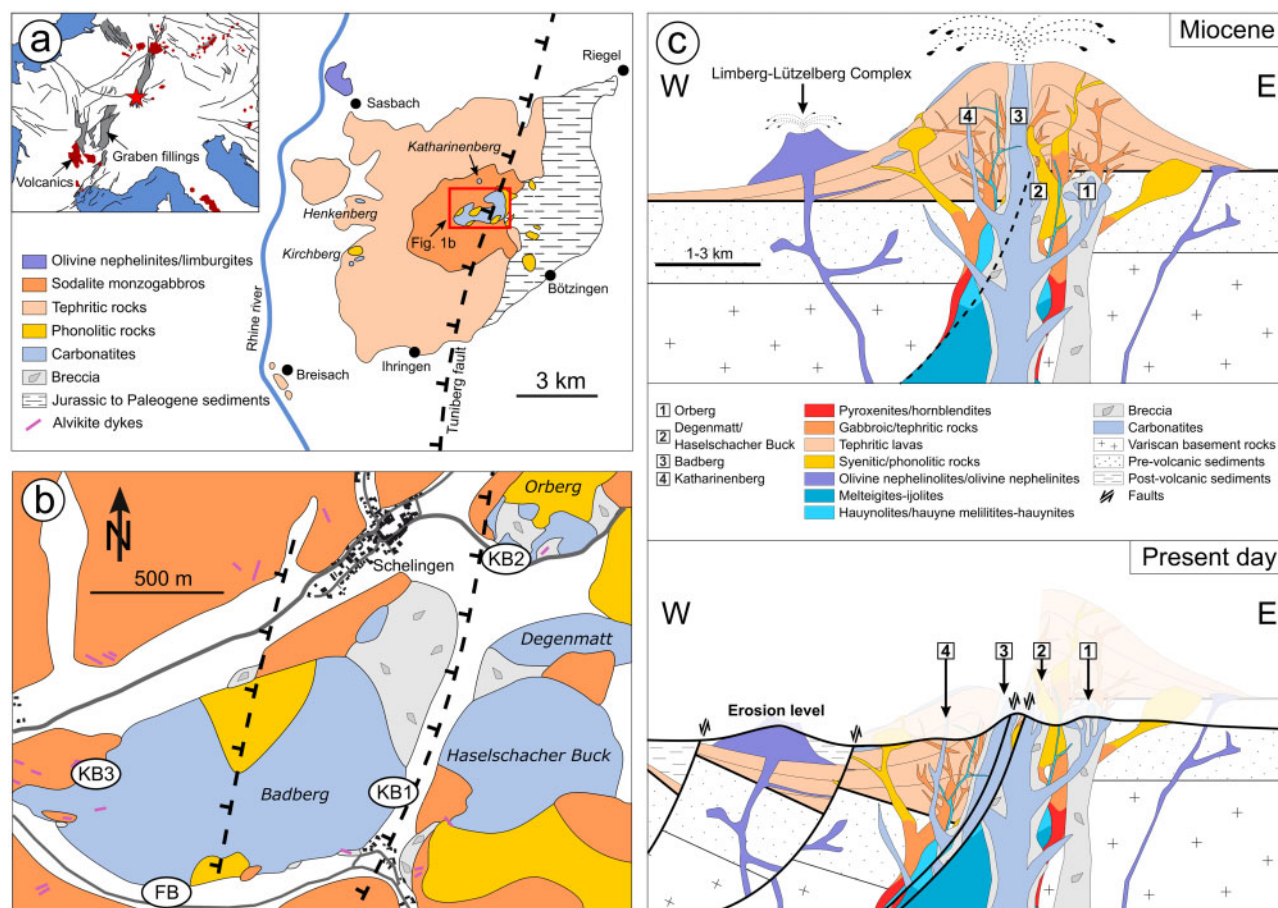 a
Volcanics
Graben fillings
Olivine nephelinites/limburgites
Sodalite monzogabbros
Tephritic rocks
Phonolitic rocks
Carbonatites
Breccia
Jurassic to Paleogene sediments
Alvikite dykes
Rhine river
Sasbach
Riegel
Katharinenberg
Henkenberg
Kirchberg
Fig. 1b
Bötzingen
Ihringen
Breisach
Tuniberg fault
3 km
b
N
500 m
Schelingen
Orberg
KB2
Degenmatt
Haselschacher Buck
KB3
Badberg
KB1
FB
c
Miocene
W
E
Limberg-Lützelberg Complex
4
3
2
1
1-3 km
1 Orberg
Degenmatt/
2 Haselschacher Buck
3 Badberg
4 Katharinenberg
Pyroxenites/hornblendites
Gabbroic/tephritic rocks
Tephritic lavas
Syenitic/phonolitic rocks
Olivine nephelinolites/olivine nephelinites
Melteigites-ijolites
Hauynolites/hauyne melilitites-hauynites
Breccia
Carbonatites
Variscan basement rocks
Pre-volcanic sediments
Post-volcanic sediments
Faults
Present day
W
E
4
3
2
1
Erosion level